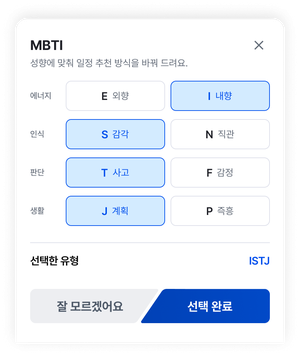 MBTI
성향에 맞춰 일정 추천 방식을 바꿔 드려요.
에너지 E 외향 I 내향
인식 S 감각 N 직관
판단 T 사고 F 감정
생활 J 계획 P 즉흥
선택한 유형 ISTJ
잘 모르겠어요 선택 완료